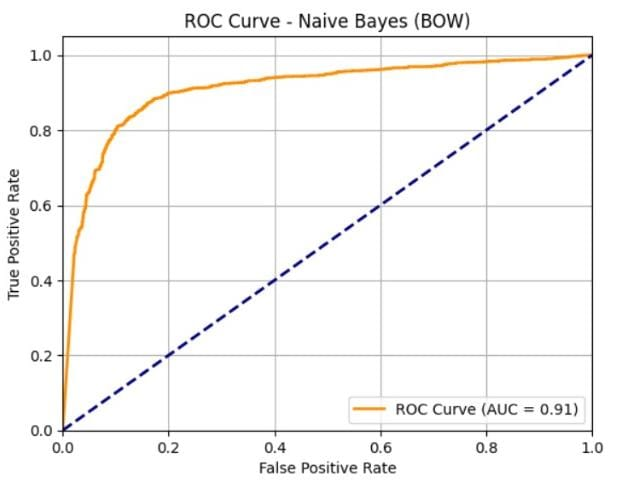 ROC Curve - Naive Bayes (BOW)
1.0
0.8
0.6
0.4
0.2
0.0
True Positive Rate
ROC Curve (AUC = 0.91)
0.0 0.2 0.4 0.6 0.8 1.0
False Positive Rate